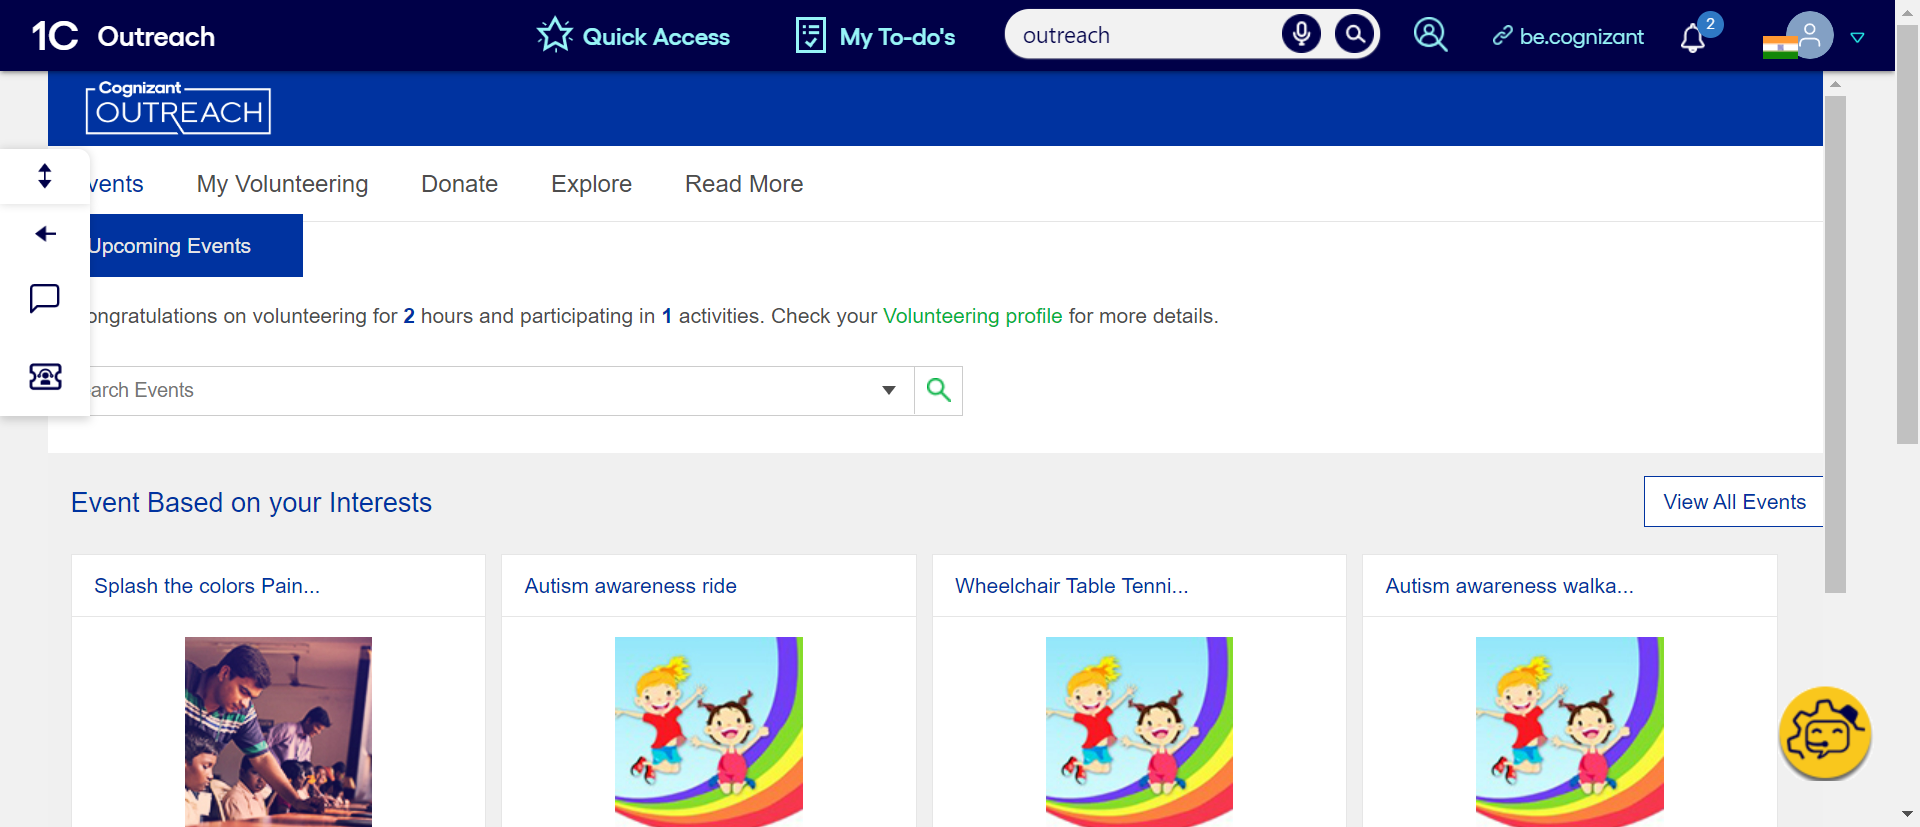 1C Outreach
Quick Access
My To-do's
outreach
be.cognizant
2
Cognizant
OUTREACH
vents
My Volunteering
Donate
Explore
Read More
Upcoming Events
ongratulations on volunteering for 2 hours and participating in 1 activities. Check your Volunteering profile for more details.
arch Events
Event Based on your Interests
View All Events
Splash the colors Pain...
Autism awareness ride
Wheelchair Table Tenni...
Autism awareness walka...